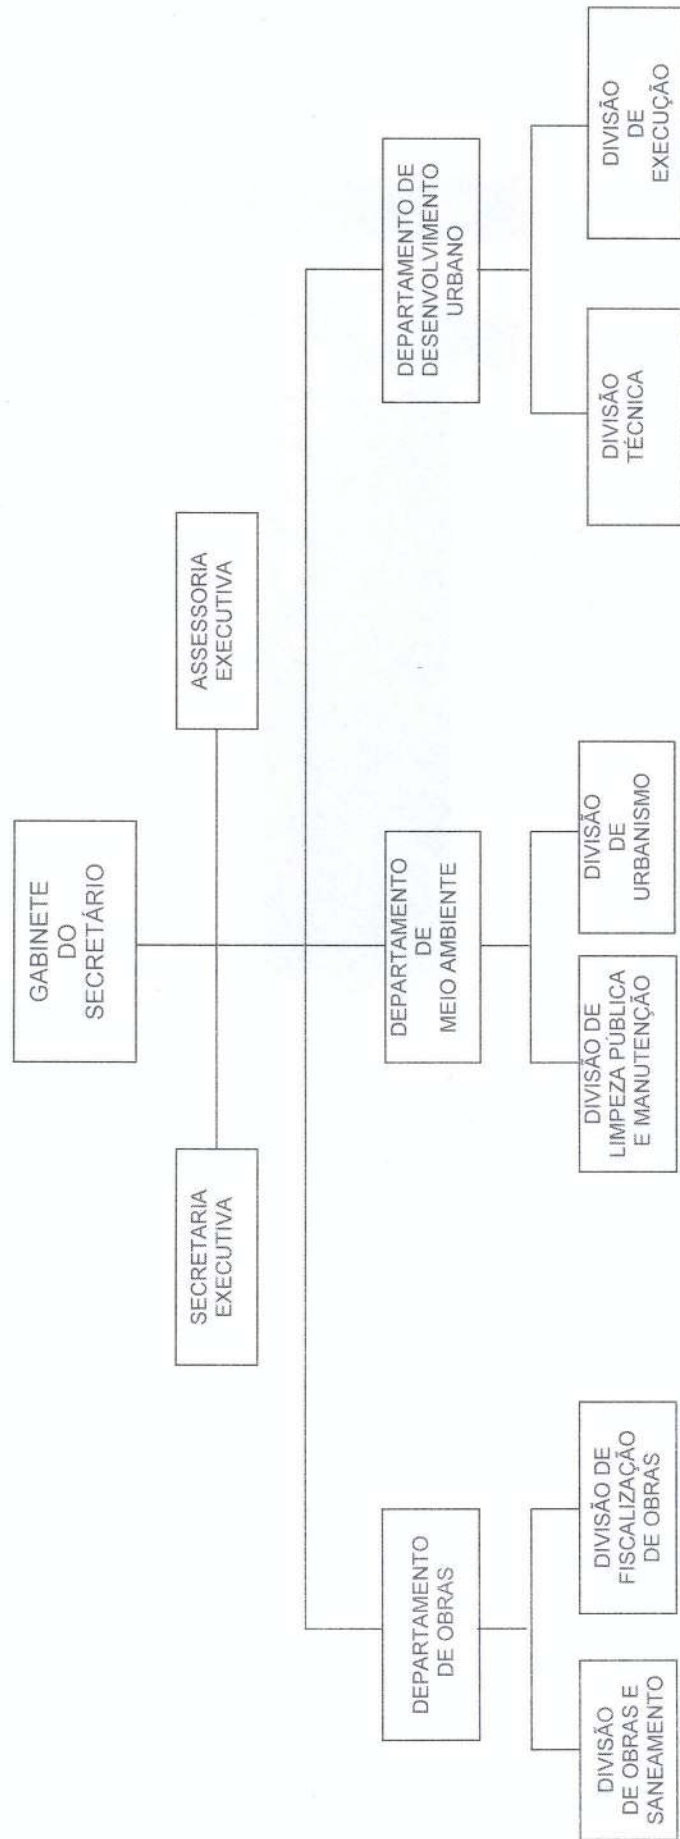 GABINETE
DO
SECRETÁRIO
SECRETARIA
EXECUTIVA
ASSESSORIA
EXECUTIVA
DEPARTAMENTO
DE OBRAS
DEPARTAMENTO
DE
MEIO AMBIENTE
DEPARTAMENTO DE
DESENVOLVIMENTO
URBANO
DIVISÃO
DE OBRAS E
SANEAMENTO
DIVISÃO DE
FISCALIZAÇÃO
DE OBRAS
DIVISÃO DE
LIMPEZA PÚBLICA
E MANUTENÇÃO
DIVISÃO
DE
URBANISMO
DIVISÃO
TÉCNICA
DIVISÃO
DE
EXECUÇÃO